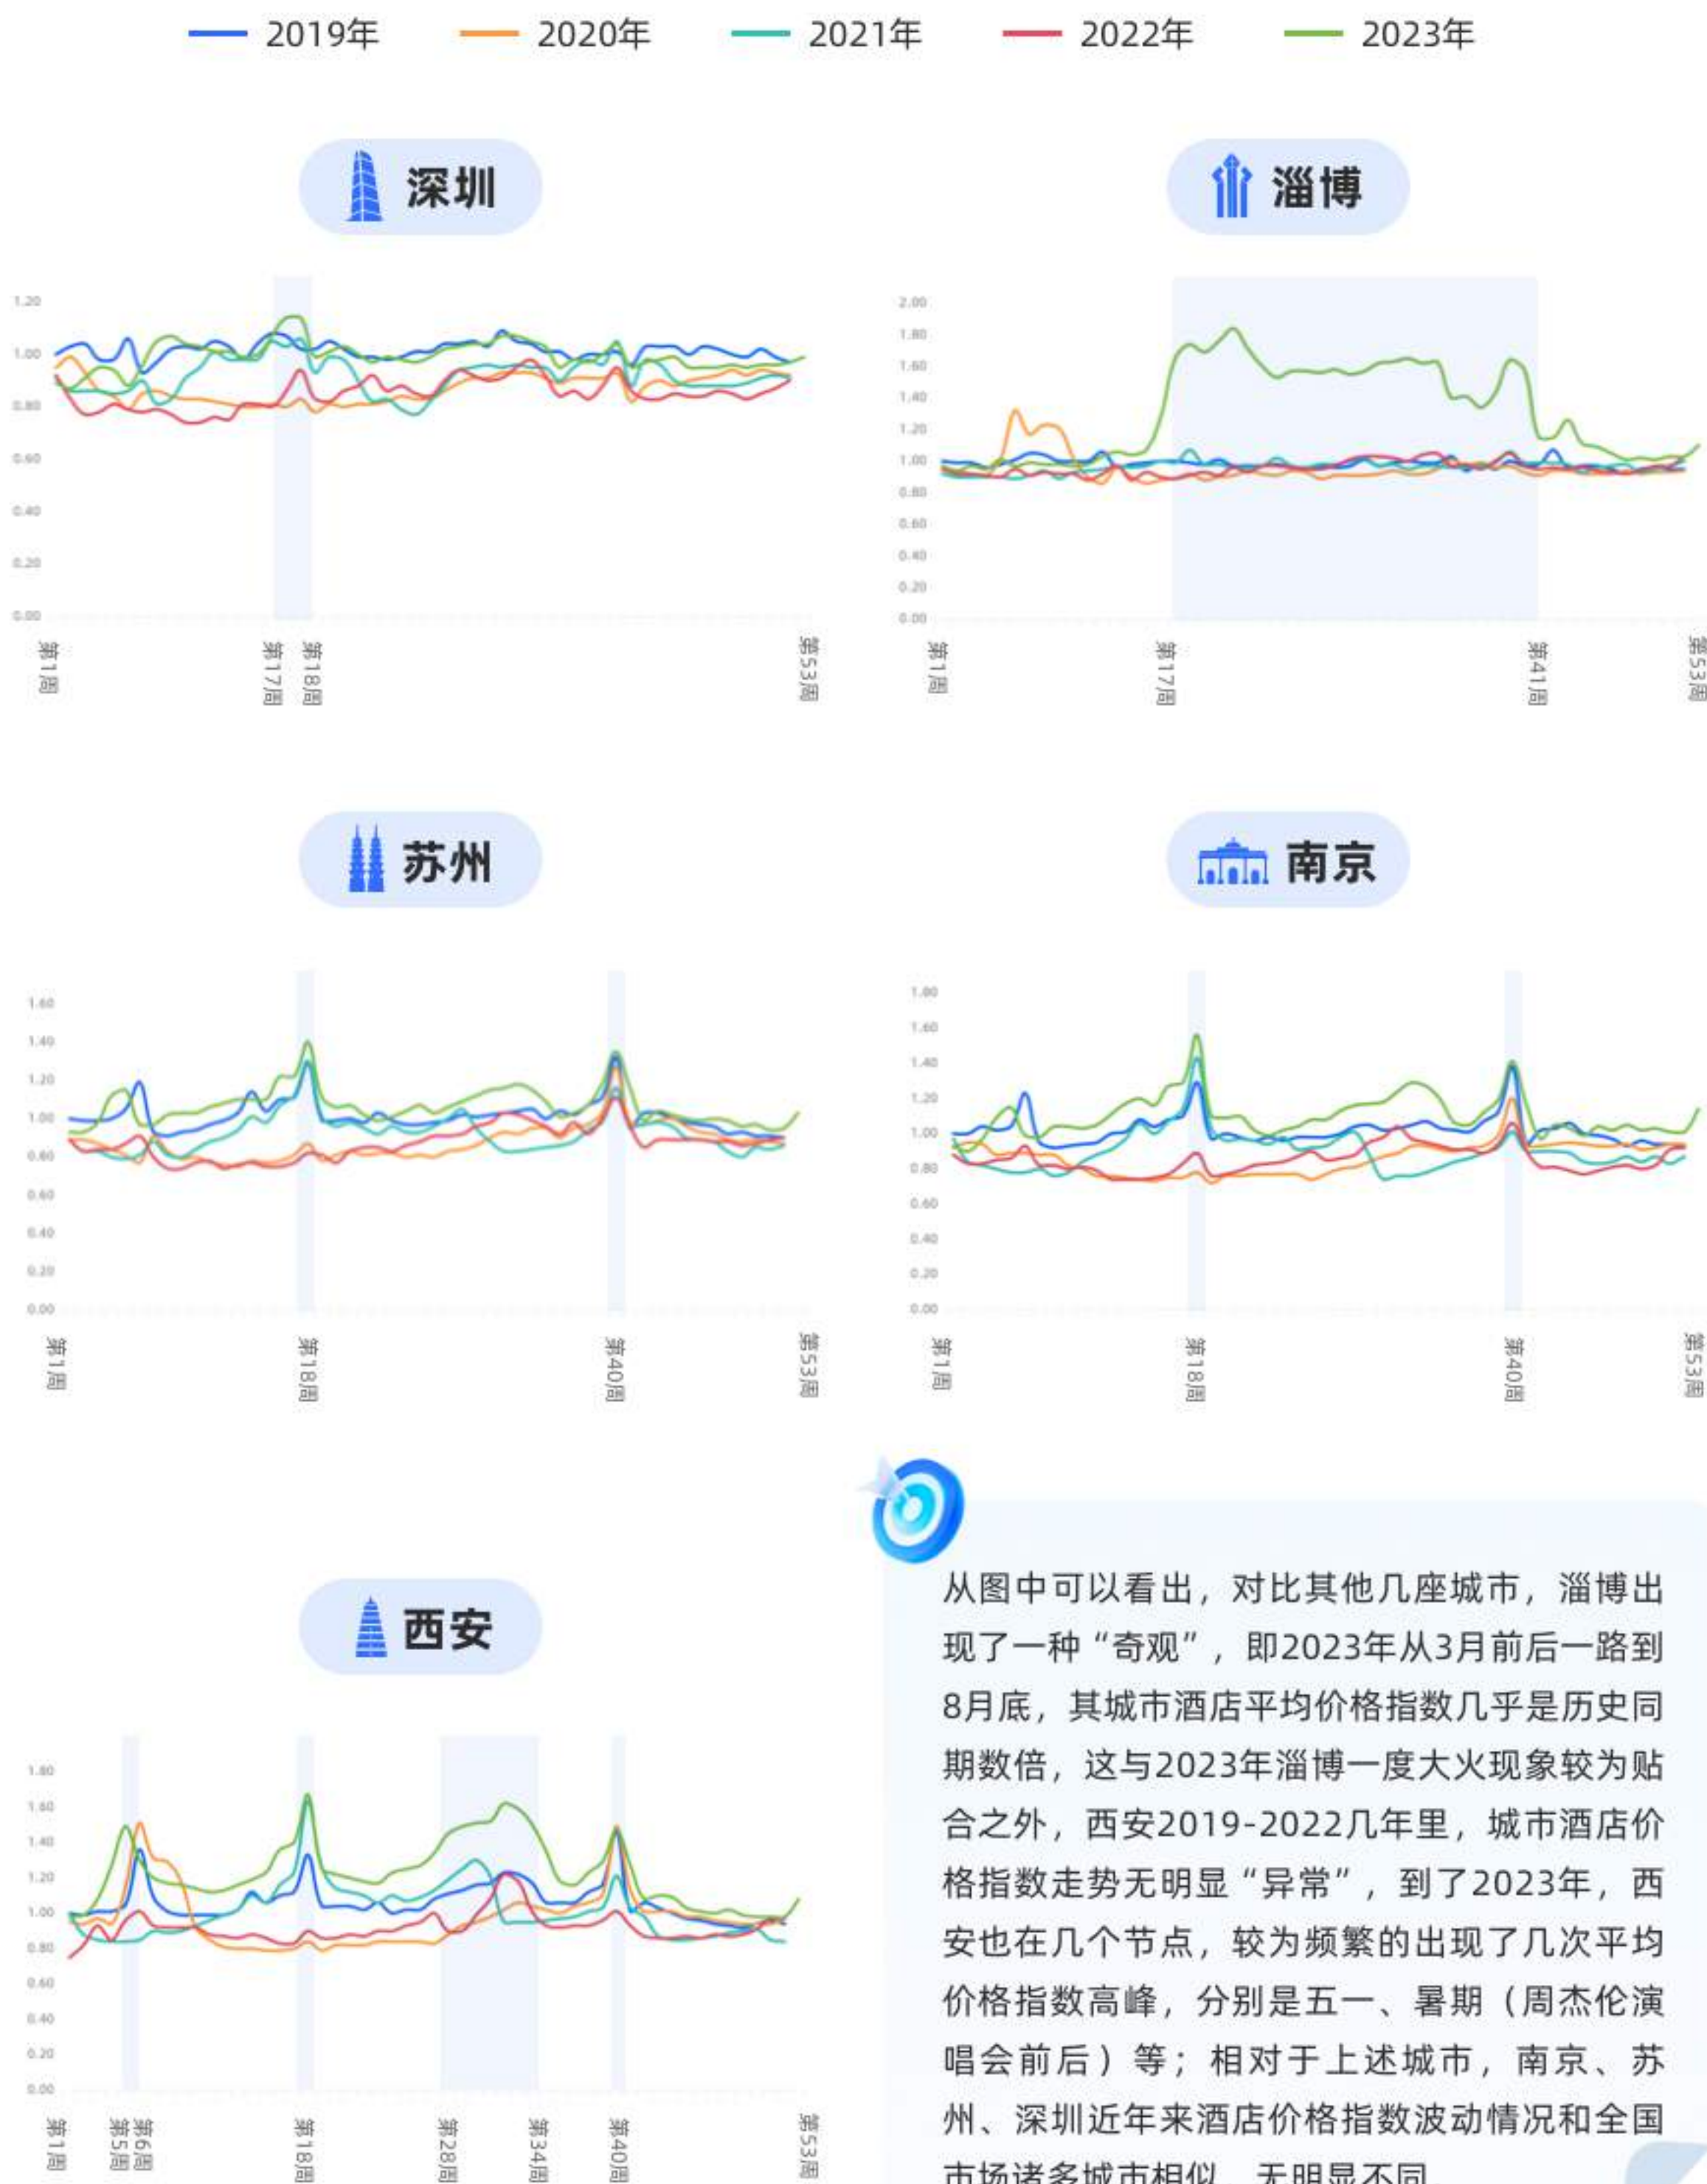 2019年 2020年 2021年 2022年 2023年
深圳
1.20
1.00
0.80
0.60
0.40
0.20
0.00
第1周 第17周 第18周 第53周
淄博
2.00
1.80
1.60
1.40
1.20
1.00
0.80
0.60
0.40
0.20
0.00
第1周 第17周 第41周 第53周
苏州
1.60
1.40
1.20
1.00
0.80
0.60
0.40
0.20
0.00
第1周 第18周 第40周 第53周
南京
1.80
1.60
1.40
1.20
1.00
0.80
0.60
0.40
0.20
0.00
第1周 第18周 第40周 第53周
西安
1.80
1.60
1.40
1.20
1.00
0.80
0.60
0.40
0.20
0.00
第1周 第5周 第6周 第18周 第28周 第34周 第40周 第53周
从图中可以看出，对比其他几座城市，淄博出
现了一种“奇观”，即2023年从3月前后一路到
8月底，其城市酒店平均价格指数几乎是历史同
期数倍，这与2023年淄博一度大火现象较为贴
合之外，西安2019-2022几年里，城市酒店价
格指数走势无明显“异常”，到了2023年，西
安也在几个节点，较为频繁的出现了几次平均
价格指数高峰，分别是五一、暑期（周杰伦演
唱会前后）等；相对于上述城市，南京、苏
州、深圳近年来酒店价格指数波动情况和全国
市场诸多城市相似，无明显不同。